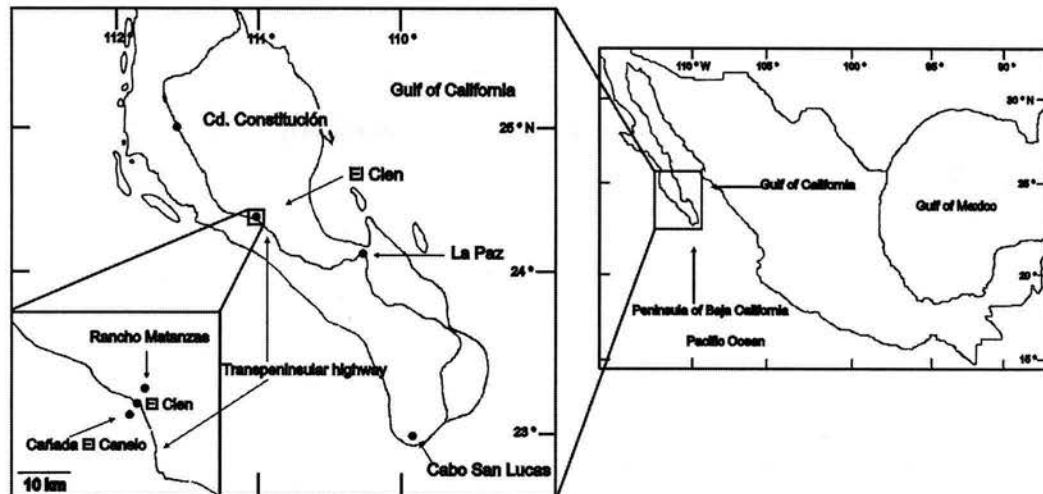 112°
111°
110°
Gulf of California
Cd. Constitución
25°N
El Cien
La Paz
24°
Rancho Matanzas
Transpeninsular highway
El Cien
Cañada El Canelo
23°
Cabo San Lucas
10 km
110°W
105°
100°
95°
90°
30°N
25°
Gulf of California
Gulf of Mexico
20°
Peninsula of Baja California
Pacific Ocean
15°